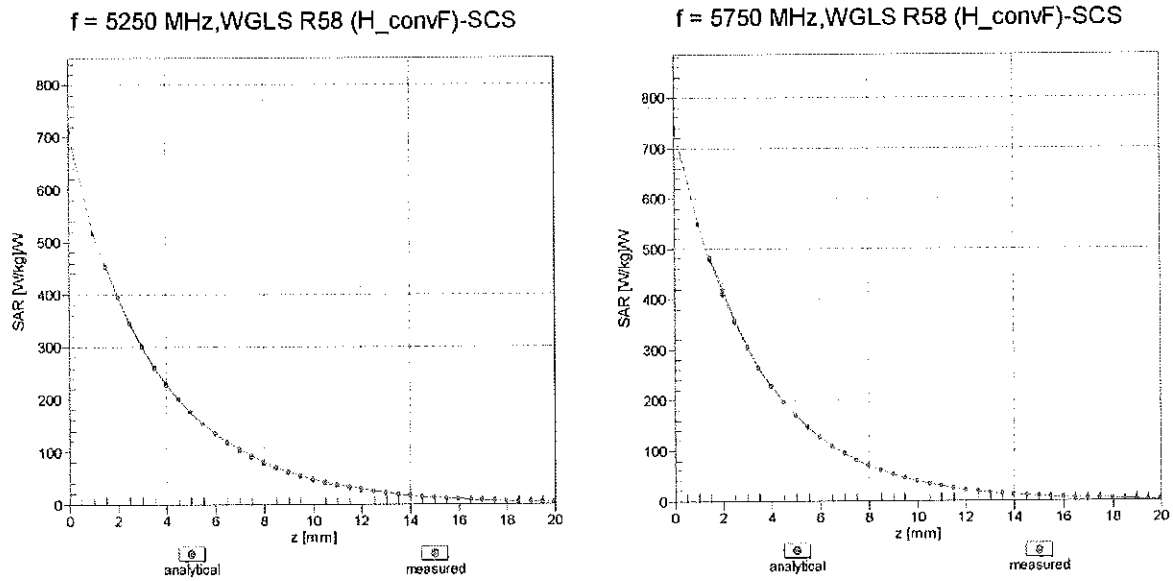 f = 5250 MHz,WGLS R58 (H_convF)-SCS
SAR [W/kg]/W
800
700
600
500
400
300
200
100
0
0 2 4 6 8 10 12 14 16 18 20
z [mm]
analytical measured
f = 5750 MHz,WGLS R58 (H_convF)-SCS
SAR [W/kg]/W
800
700
600
500
400
300
200
100
0
0 2 4 6 8 10 12 14 16 18 20
z [mm]
analytical measured